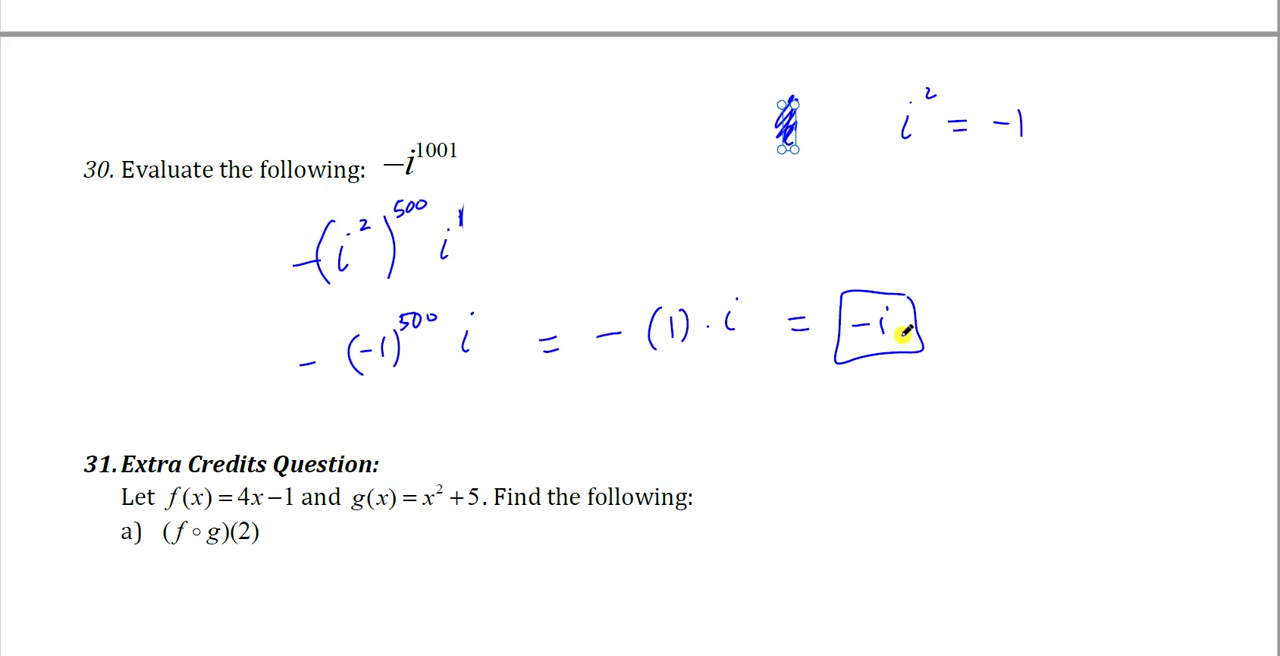 i² = -1
30. Evaluate the following: −i¹⁰⁰¹
-(i²)⁵⁰⁰ i¹
- (-1)⁵⁰⁰ i = - (1) · i = -i
31. Extra Credits Question:
Let f(x) = 4x − 1 and g(x) = x² + 5. Find the following:
a) (f ∘ g)(2)